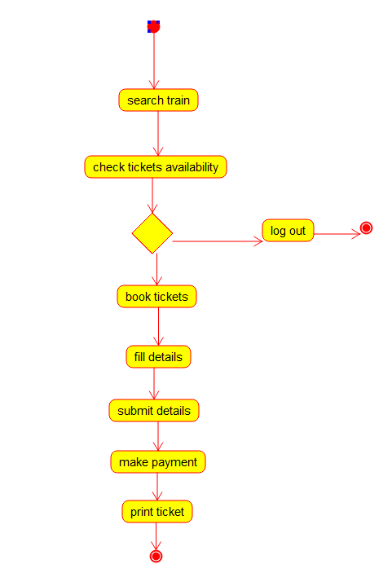 search train
check tickets availability
log out
book tickets
fill details
submit details
make payment
print ticket